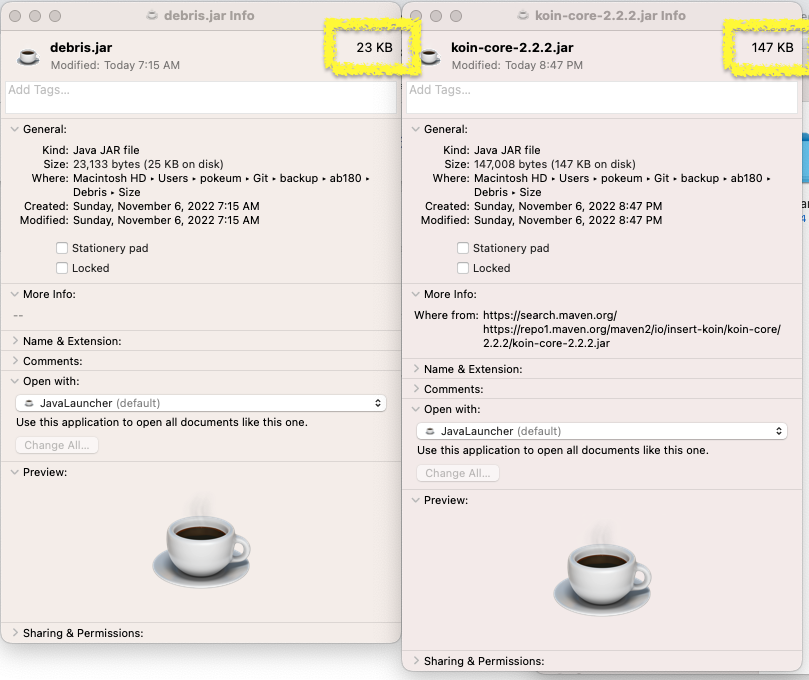 debris.jar Info
debris.jar
23 KB
Modified: Today 7:15 AM
Add Tags...
General:
Kind: Java JAR file
Size: 23,133 bytes (25 KB on disk)
Where: Macintosh HD ▸ Users ▸ pokeum ▸ Git ▸ backup ▸ ab180 ▸
Debris ▸ Size
Created: Sunday, November 6, 2022 7:15 AM
Modified: Sunday, November 6, 2022 7:15 AM
Stationery pad
Locked
More Info:
--
Name & Extension:
Comments:
Open with:
JavaLauncher (default)
Use this application to open all documents like this one.
Change All...
Preview:
Sharing & Permissions:
koin-core-2.2.2.jar Info
koin-core-2.2.2.jar
147 KB
Modified: Today 8:47 PM
Add Tags...
General:
Kind: Java JAR file
Size: 147,008 bytes (147 KB on disk)
Where: Macintosh HD ▸ Users ▸ pokeum ▸ Git ▸ backup ▸ ab180 ▸
Debris ▸ Size
Created: Sunday, November 6, 2022 8:47 PM
Modified: Sunday, November 6, 2022 8:47 PM
Stationery pad
Locked
More Info:
Where from: https://search.maven.org/
https://repo1.maven.org/maven2/io/insert-koin/koin-core/
2.2.2/koin-core-2.2.2.jar
Name & Extension:
Comments:
Open with:
JavaLauncher (default)
Use this application to open all documents like this one.
Change All...
Preview:
Sharing & Permissions: